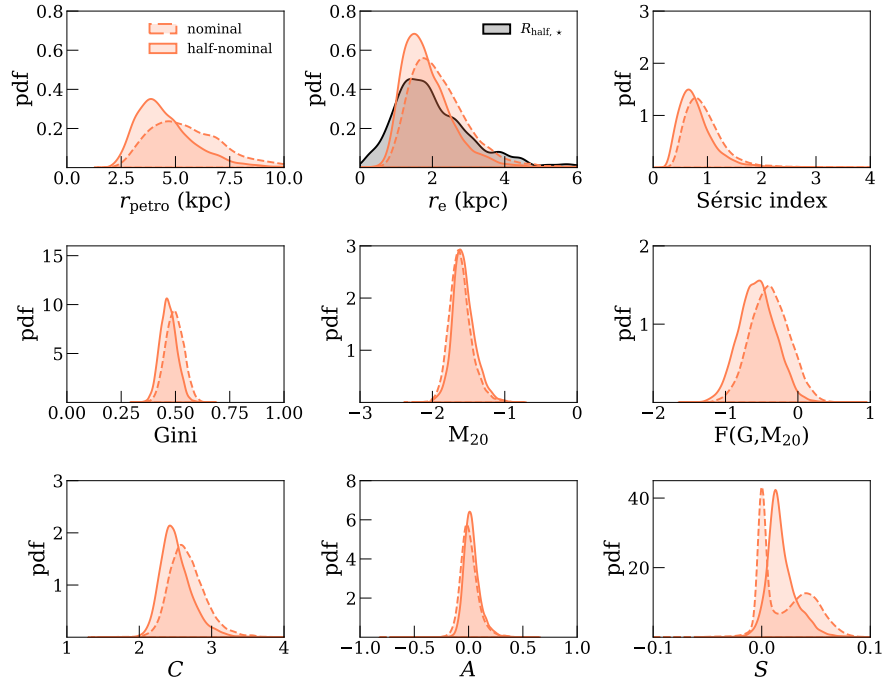 0.8
0.6
0.4
0.2
pdf
nominal
half-nominal
0.0 2.5 5.0 7.5 10.0
r_petro (kpc)
0.8
0.6
0.4
0.2
pdf
R_half, ⋆
0 2 4 6
r_e (kpc)
3
2
1
pdf
0 1 2 3 4
Sérsic index
15
10
5
pdf
0.00 0.25 0.50 0.75 1.00
Gini
3
2
1
pdf
−3 −2 −1 0
M_20
2
1
pdf
−2 −1 0 1
F(G,M_20)
3
2
1
pdf
1 2 3 4
C
8
6
4
2
pdf
−1.0 −0.5 0.0 0.5 1.0
A
40
20
pdf
−0.1 0.0 0.1
S